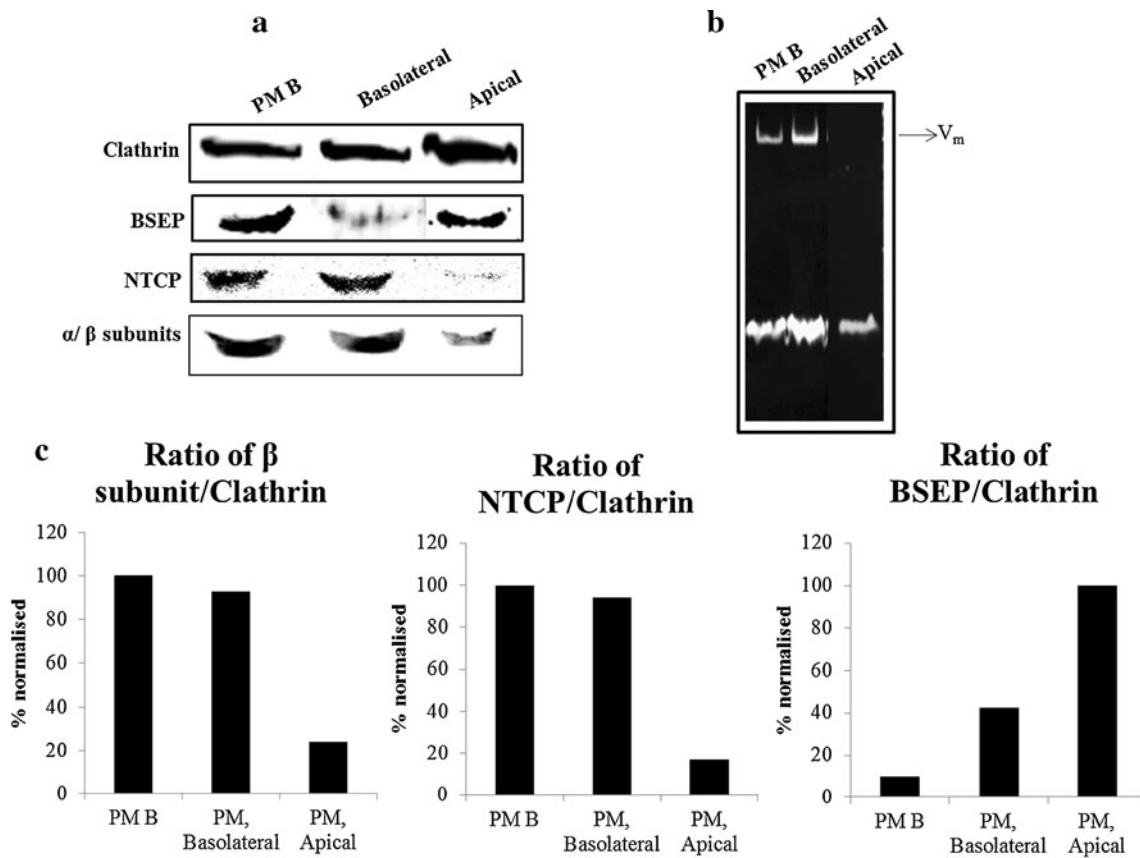 a
PM B
Basolateral
Apical
Clathrin
BSEP
NTCP
α/ β subunits
b
PM B
Basolateral
Apical
Vm
c
Ratio of β
subunit/Clathrin
% normalised
120
100
80
60
40
20
0
PM B
PM,
Basolateral
PM,
Apical
Ratio of
NTCP/Clathrin
% normalised
120
100
80
60
40
20
0
PM B
PM,
Basolateral
PM,
Apical
Ratio of
BSEP/Clathrin
% normalised
120
100
80
60
40
20
0
PM B
PM,
Basolateral
PM,
Apical